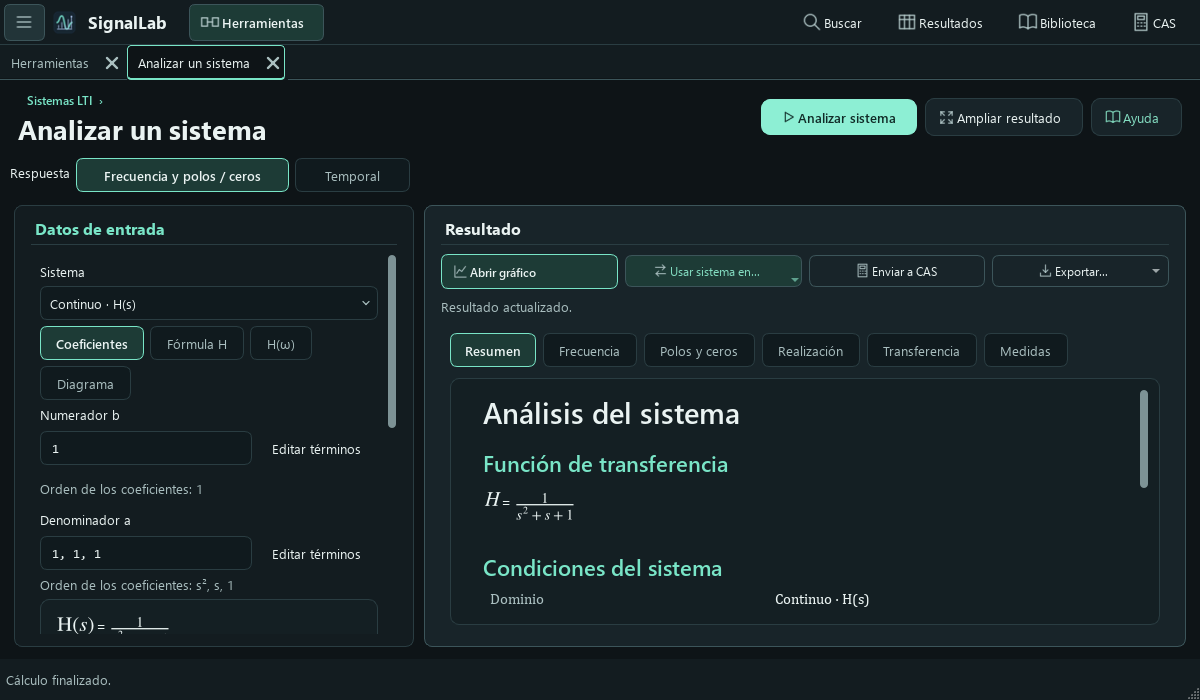 SignalLab
Herramientas
Buscar
Resultados
Biblioteca
CAS
Herramientas
Analizar un sistema
Sistemas LTI ›
Analizar un sistema
Analizar sistema
Ampliar resultado
Ayuda
Respuesta
Frecuencia y polos / ceros
Temporal
Datos de entrada
Sistema
Continuo · H(s)
Coeficientes
Fórmula H
H(ω)
Diagrama
Numerador b
1
Editar términos
Orden de los coeficientes: 1
Denominador a
1, 1, 1
Editar términos
Orden de los coeficientes: s², s, 1
H(s) = 1
Resultado
Abrir gráfico
Usar sistema en...
Enviar a CAS
Exportar...
Resultado actualizado.
Resumen
Frecuencia
Polos y ceros
Realización
Transferencia
Medidas
Análisis del sistema
Función de transferencia
H = 1 / (s² + s + 1)
Condiciones del sistema
Dominio
Continuo · H(s)
Cálculo finalizado.